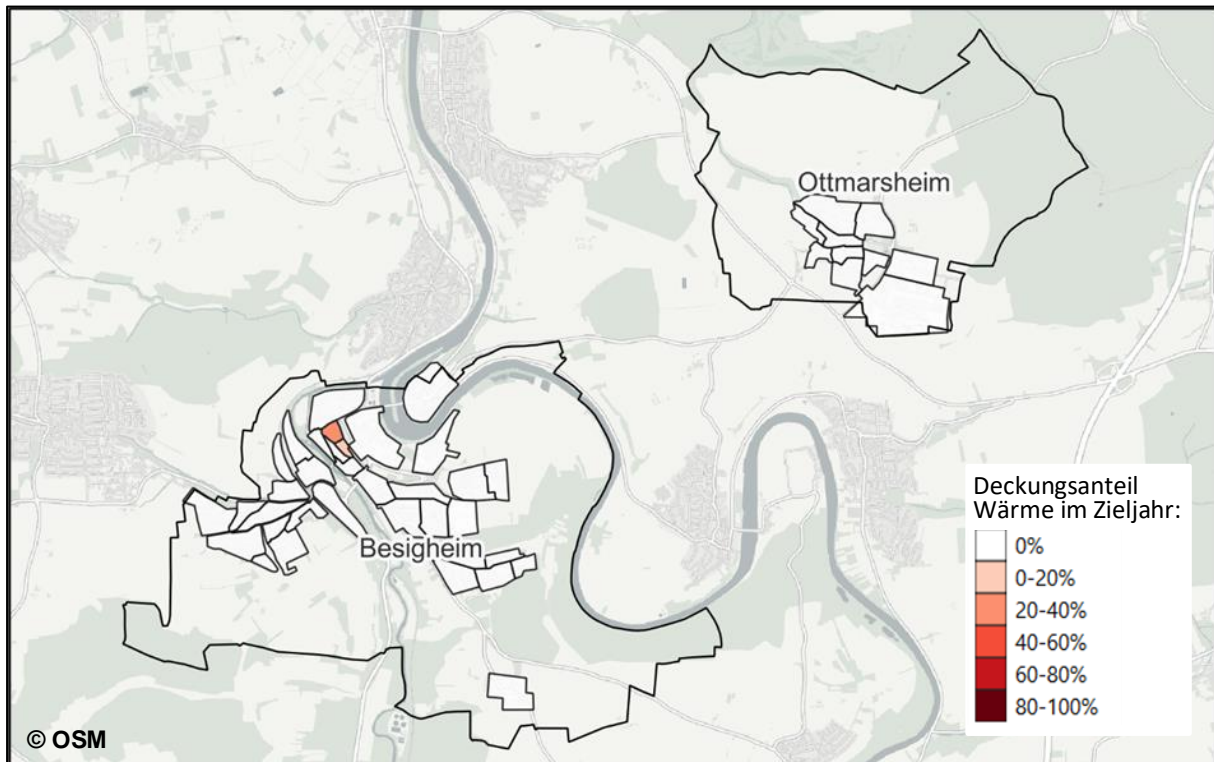 Ottmarsheim
Besigheim
Deckungsanteil
Wärme im Zieljahr:
0%
0-20%
20-40%
40-60%
60-80%
80-100%
© OSM